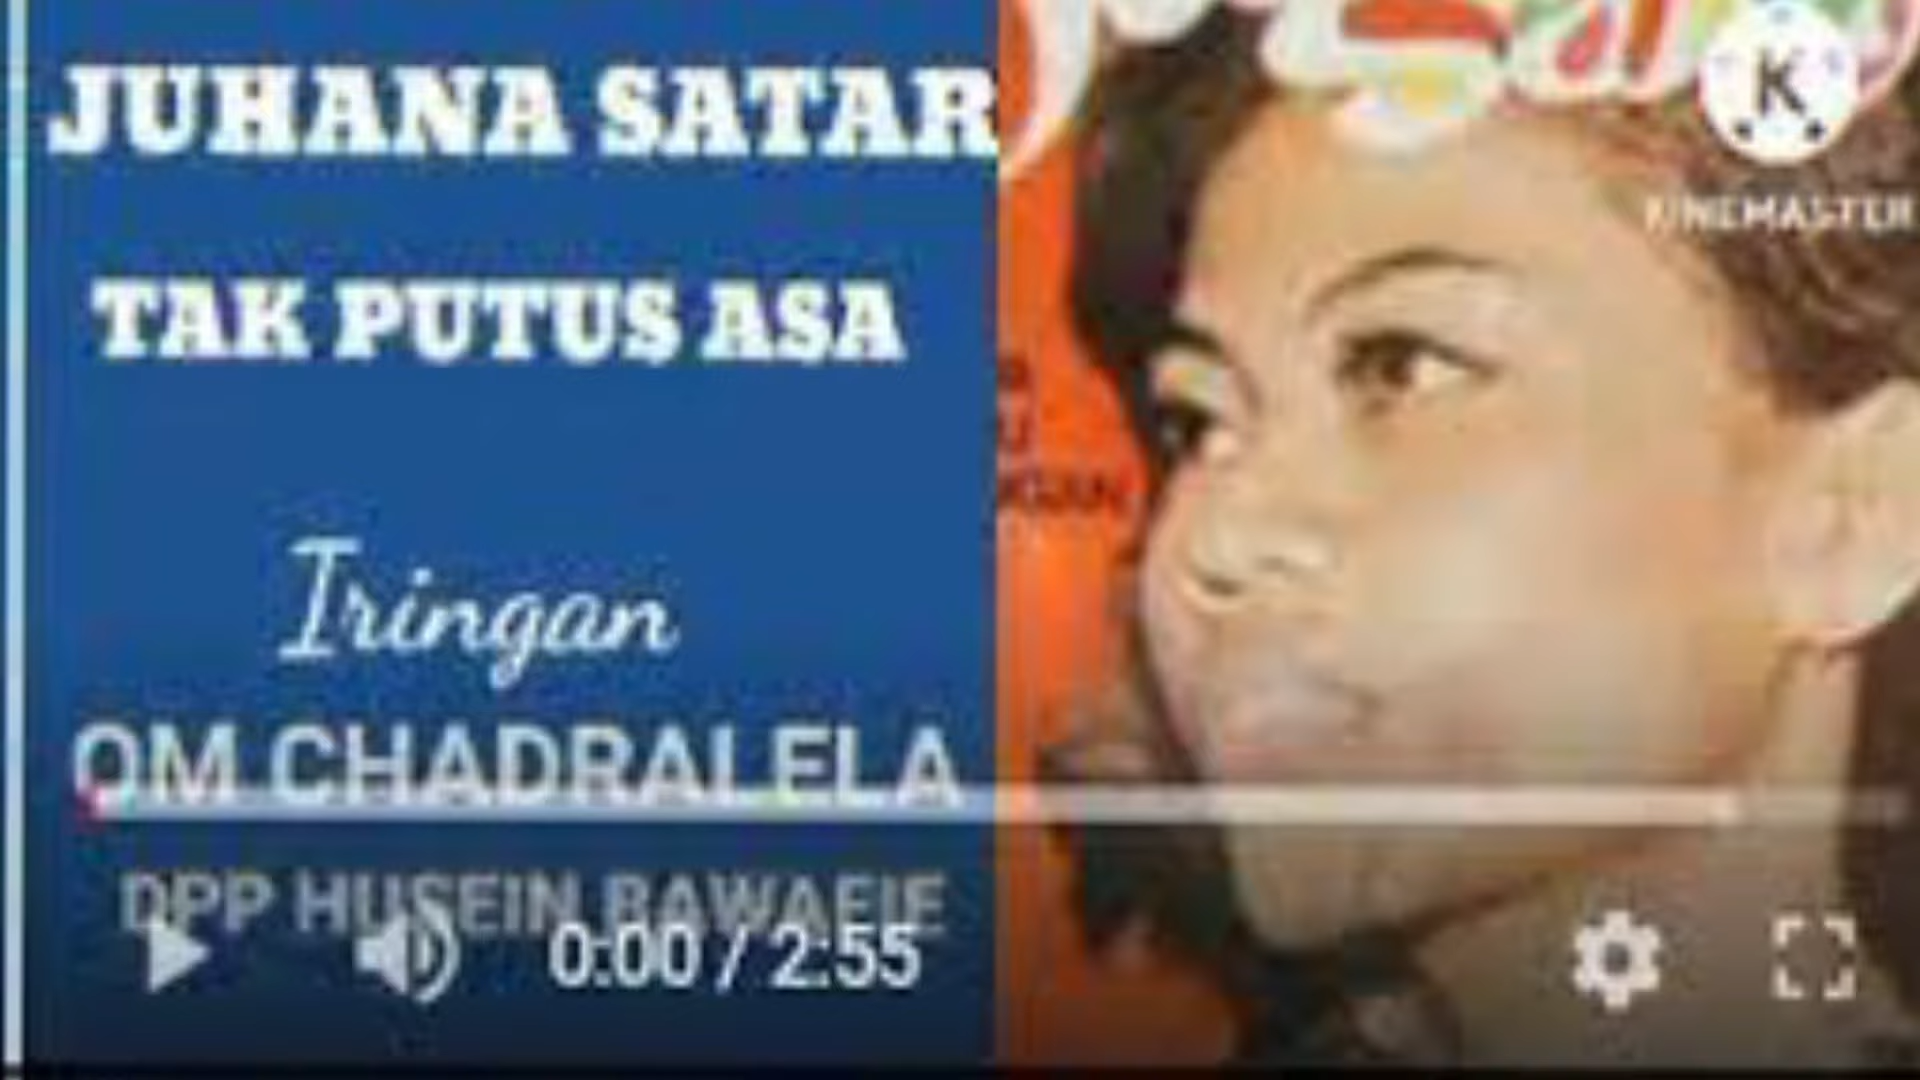 JUHANA SATAR
TAK PUTUS ASA
Iringan
OM CHADRALELA
DPP HUSEIN BAWAFIE
0:00 / 2:55
K
KINEMASTER